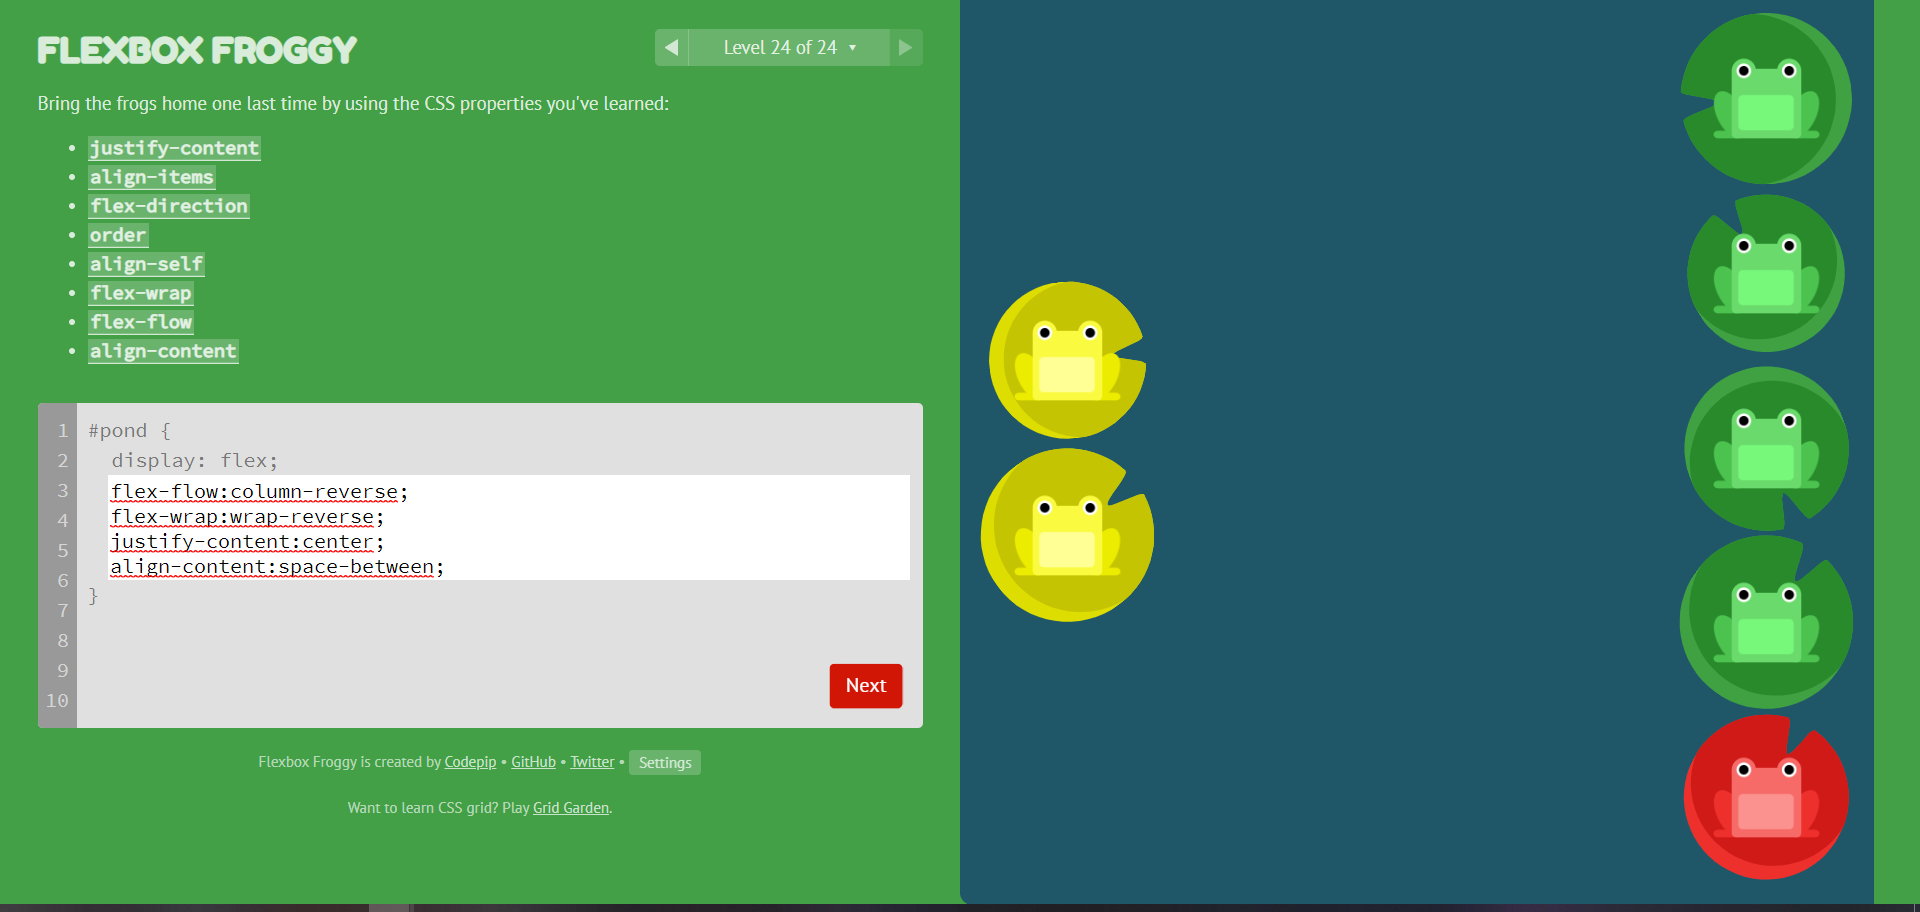 FLEXBOX FROGGY
◀ Level 24 of 24 ▼ ▶
Bring the frogs home one last time by using the CSS properties you've learned:
• justify-content
• align-items
• flex-direction
• order
• align-self
• flex-wrap
• flex-flow
• align-content
1 #pond {
2 display: flex;
3 flex-flow:column-reverse;
4 flex-wrap:wrap-reverse;
5 justify-content:center;
6 align-content:space-between;
7 }
8
9
10
Next
Flexbox Froggy is created by Codepip • GitHub • Twitter • Settings
Want to learn CSS grid? Play Grid Garden.